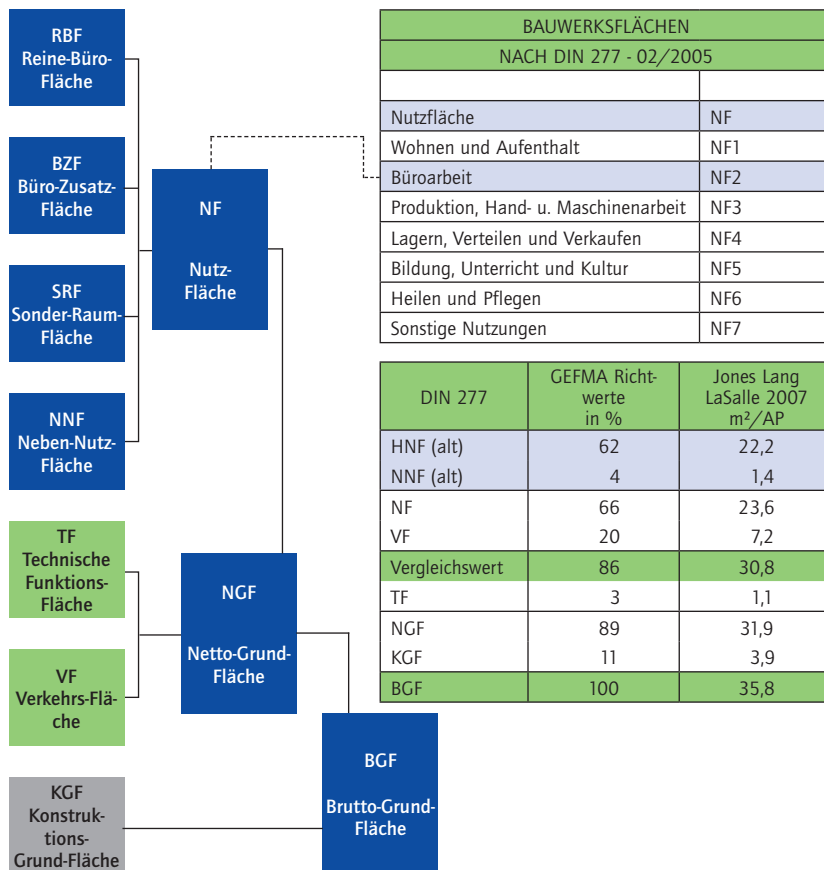 RBF
Reine-Büro-
Fläche
BZF
Büro-Zusatz-
Fläche
SRF
Sonder-Raum-
Fläche
NNF
Neben-Nutz-
Fläche
TF
Technische
Funktions-
Fläche
VF
Verkehrs-Flä-
che
KGF
Konstruk-
tions-
Grund-Fläche
NF
Nutz-
Fläche
NGF
Netto-Grund-
Fläche
BGF
Brutto-Grund-
Fläche
BAUWERKSFLÄCHEN
NACH DIN 277 - 02/2005
Nutzfläche NF
Wohnen und Aufenthalt NF1
Büroarbeit NF2
Produktion, Hand- u. Maschinenarbeit NF3
Lagern, Verteilen und Verkaufen NF4
Bildung, Unterricht und Kultur NF5
Heilen und Pflegen NF6
Sonstige Nutzungen NF7
DIN 277
GEFMA Richt-
werte
in %
Jones Lang
LaSalle 2007
m²/AP
HNF (alt) 62 22,2
NNF (alt) 4 1,4
NF 66 23,6
VF 20 7,2
Vergleichswert 86 30,8
TF 3 1,1
NGF 89 31,9
KGF 11 3,9
BGF 100 35,8